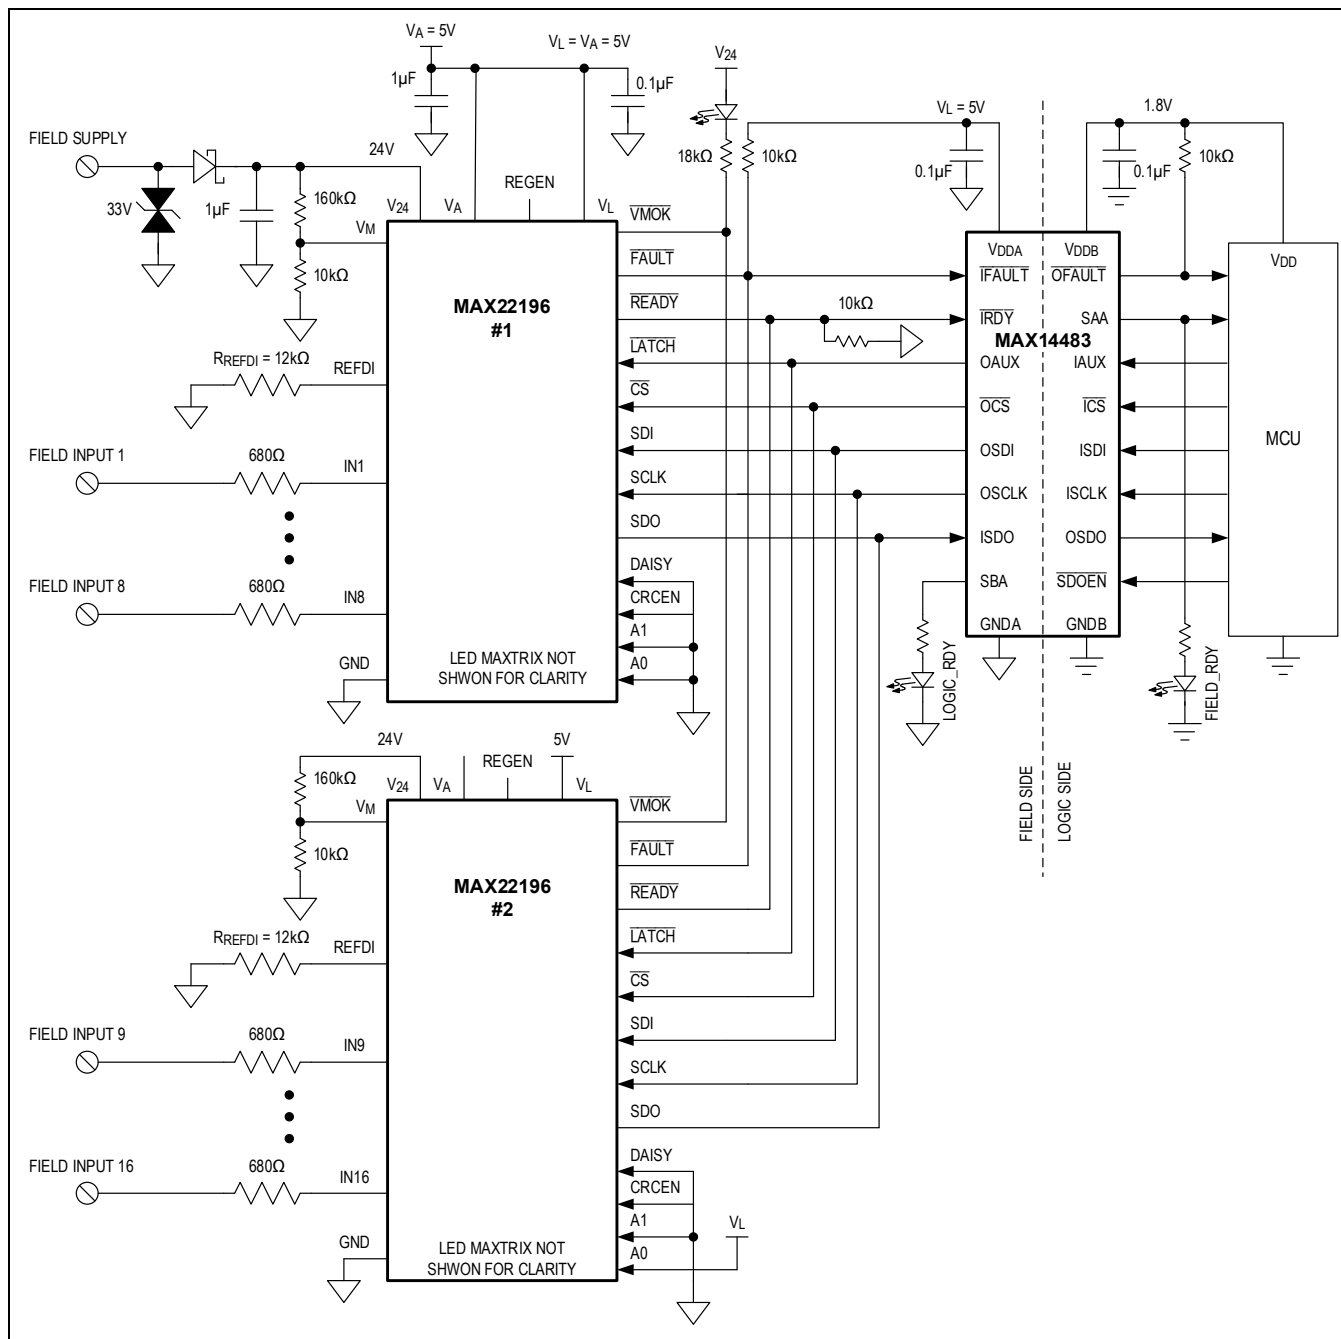 VA = 5V
VL = VA = 5V
1µF
0.1µF
V24
VL = 5V
1.8V
FIELD SUPPLY
24V
18kΩ
10kΩ
0.1µF
0.1µF
10kΩ
33V
1µF
160kΩ
REGEN
V24
VA
VL
VM
10kΩ
VMOK
FAULT
READY
LATCH
CS
SDI
SCLK
SDO
DAISY
CRCEN
A1
A0
MAX22196
#1
10kΩ
RREFDI = 12kΩ
REFDI
FIELD INPUT 1
680Ω
IN1
FIELD INPUT 8
680Ω
IN8
GND
LED MAXTRIX NOT
SHWON FOR CLARITY
VDDA
VDDB
IFAULT
OFAULT
IRDY
SAA
MAX14483
OAUX
IAUX
OCS
ICS
OSDI
ISDI
OSCLK
ISCLK
ISDO
OSDO
SBA
SDOEN
GNDA
GNDB
VDD
MCU
LOGIC_RDY
FIELD_RDY
FIELD SIDE
LOGIC SIDE
24V
5V
REGEN
160kΩ
V24
VA
VL
VM
10kΩ
VMOK
FAULT
READY
LATCH
CS
SDI
SCLK
SDO
DAISY
CRCEN
A1
A0
VL
MAX22196
#2
RREFDI = 12kΩ
REFDI
FIELD INPUT 9
680Ω
IN9
FIELD INPUT 16
680Ω
IN16
GND
LED MAXTRIX NOT
SHWON FOR CLARITY